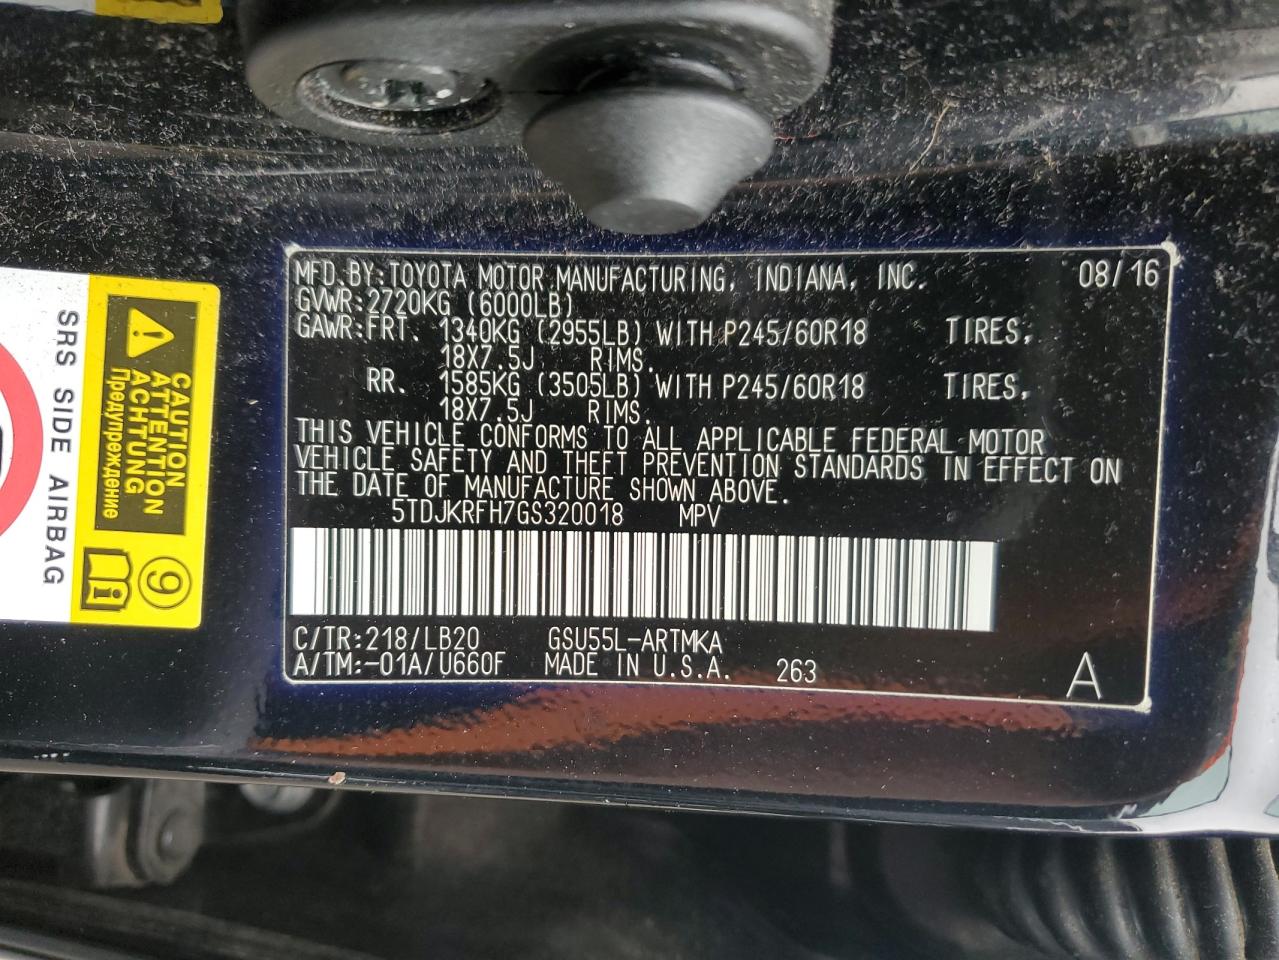 MFD.BY:TOYOTA MOTOR MANUFACTURING, INDIANA, INC. 08/16
GVWR:2720KG (6000LB)
GAWR:FRT. 1340KG (2955LB) WITH P245/60R18 TIRES,
18X7.5J RIMS.
RR. 1585KG (3505LB) WITH P245/60R18 TIRES,
18X7.5J RIMS.
THIS VEHICLE CONFORMS TO ALL APPLICABLE FEDERAL MOTOR
VEHICLE SAFETY AND THEFT PREVENTION STANDARDS IN EFFECT ON
THE DATE OF MANUFACTURE SHOWN ABOVE.
5TDJKRFH7GS320018 MPV
C/TR:218/LB20 GSU55L-ARTMKA
A/TM:-01A/U660F MADE IN U.S.A. 263
A
CAUTION
ATTENTION
ACHTUNG
Предупреждение
9
i
SRS SIDE AIRBAG